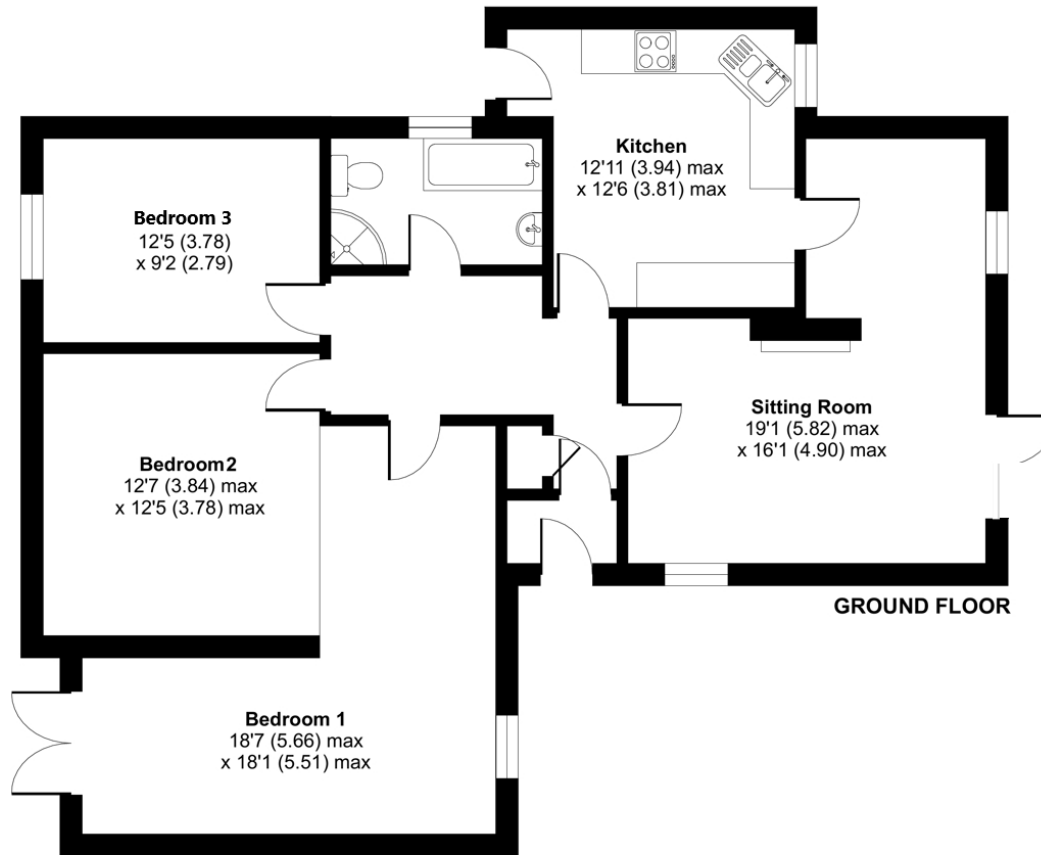 Kitchen
12'11 (3.94) max
x 12'6 (3.81) max
Bedroom 3
12'5 (3.78)
x 9'2 (2.79)
Sitting Room
19'1 (5.82) max
x 16'1 (4.90) max
Bedroom2
12'7 (3.84) max
x 12'5 (3.78) max
GROUND FLOOR
Bedroom 1
18'7 (5.66) max
x 18'1 (5.51) max